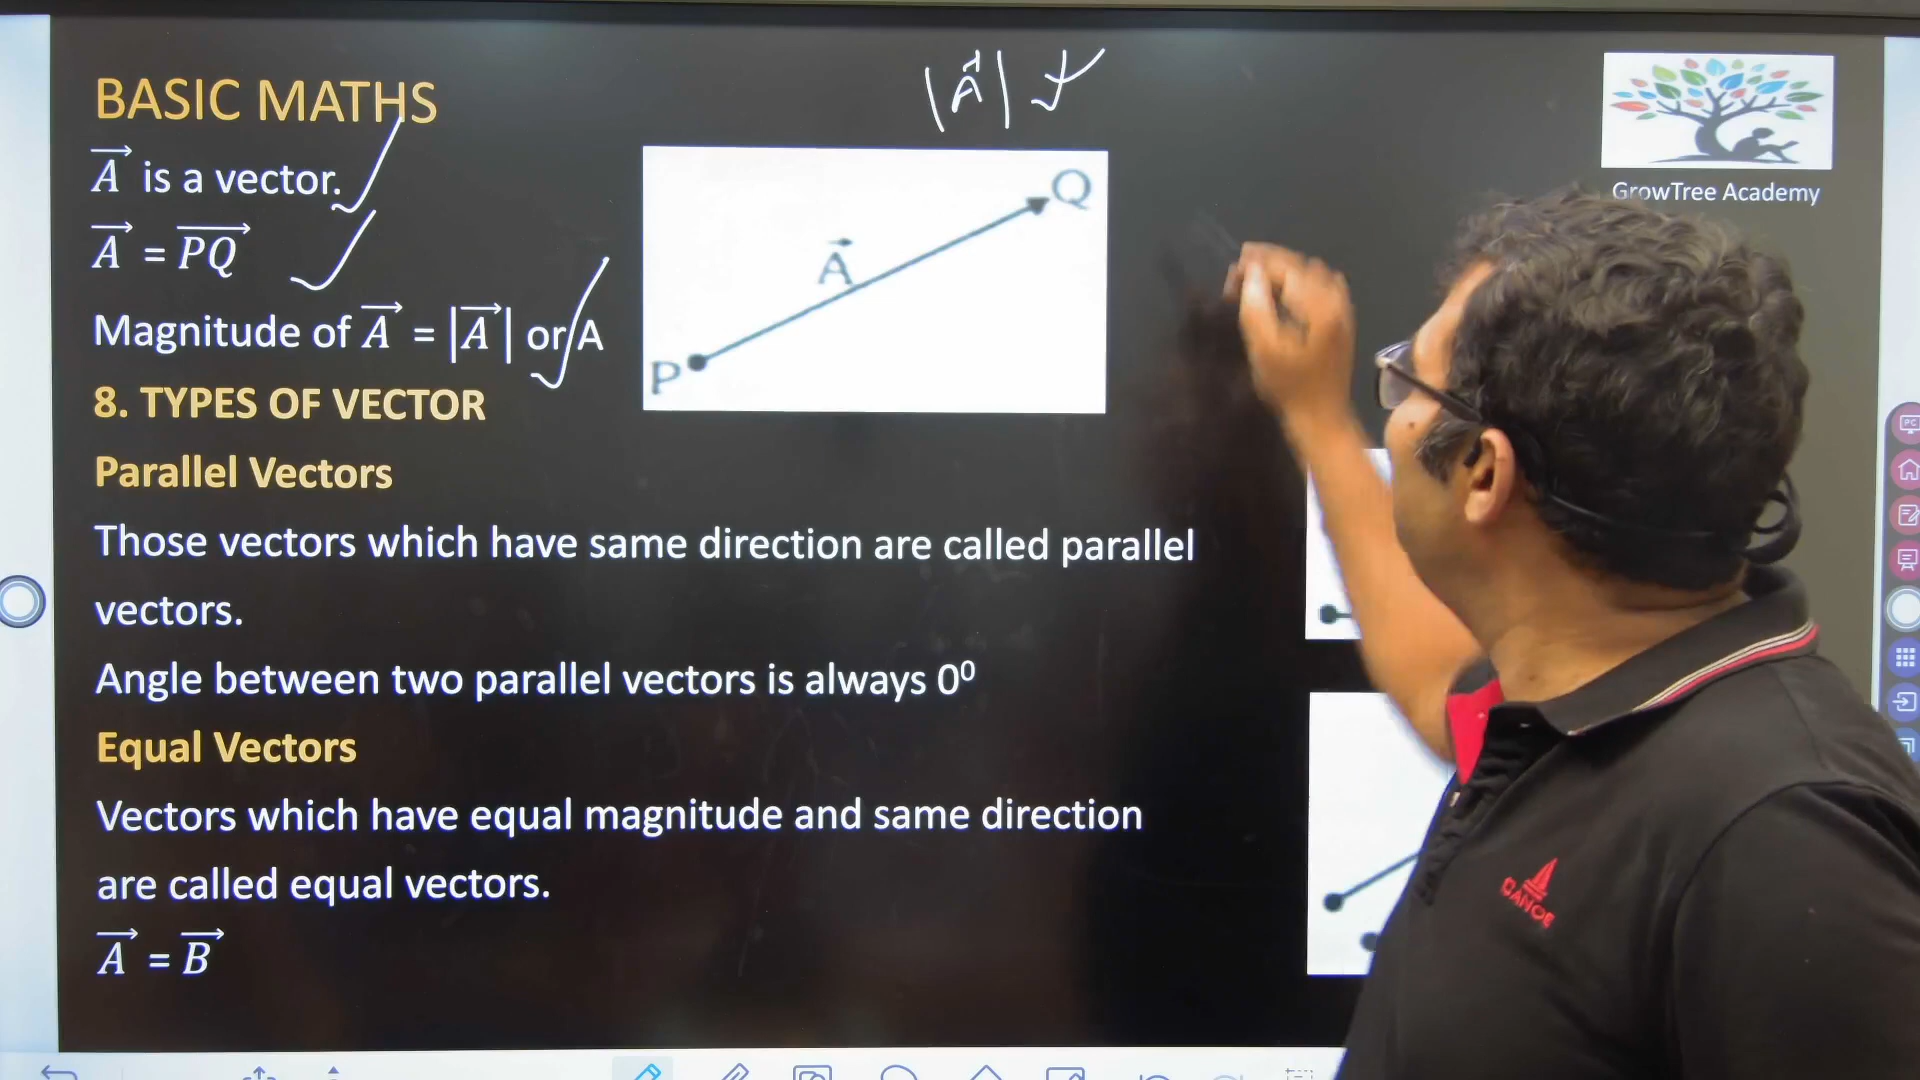 BASIC MATHS
|A⃗|
GrowTree Academy
A⃗ is a vector.
A⃗ = P⃗Q⃗
Magnitude of A⃗ = |A⃗| or A
Q
A⃗
P
8. TYPES OF VECTOR
Parallel Vectors
Those vectors which have same direction are called parallel
vectors.
Angle between two parallel vectors is always 0⁰
Equal Vectors
Vectors which have equal magnitude and same direction
are called equal vectors.
A⃗ = B⃗
CANOE
PC